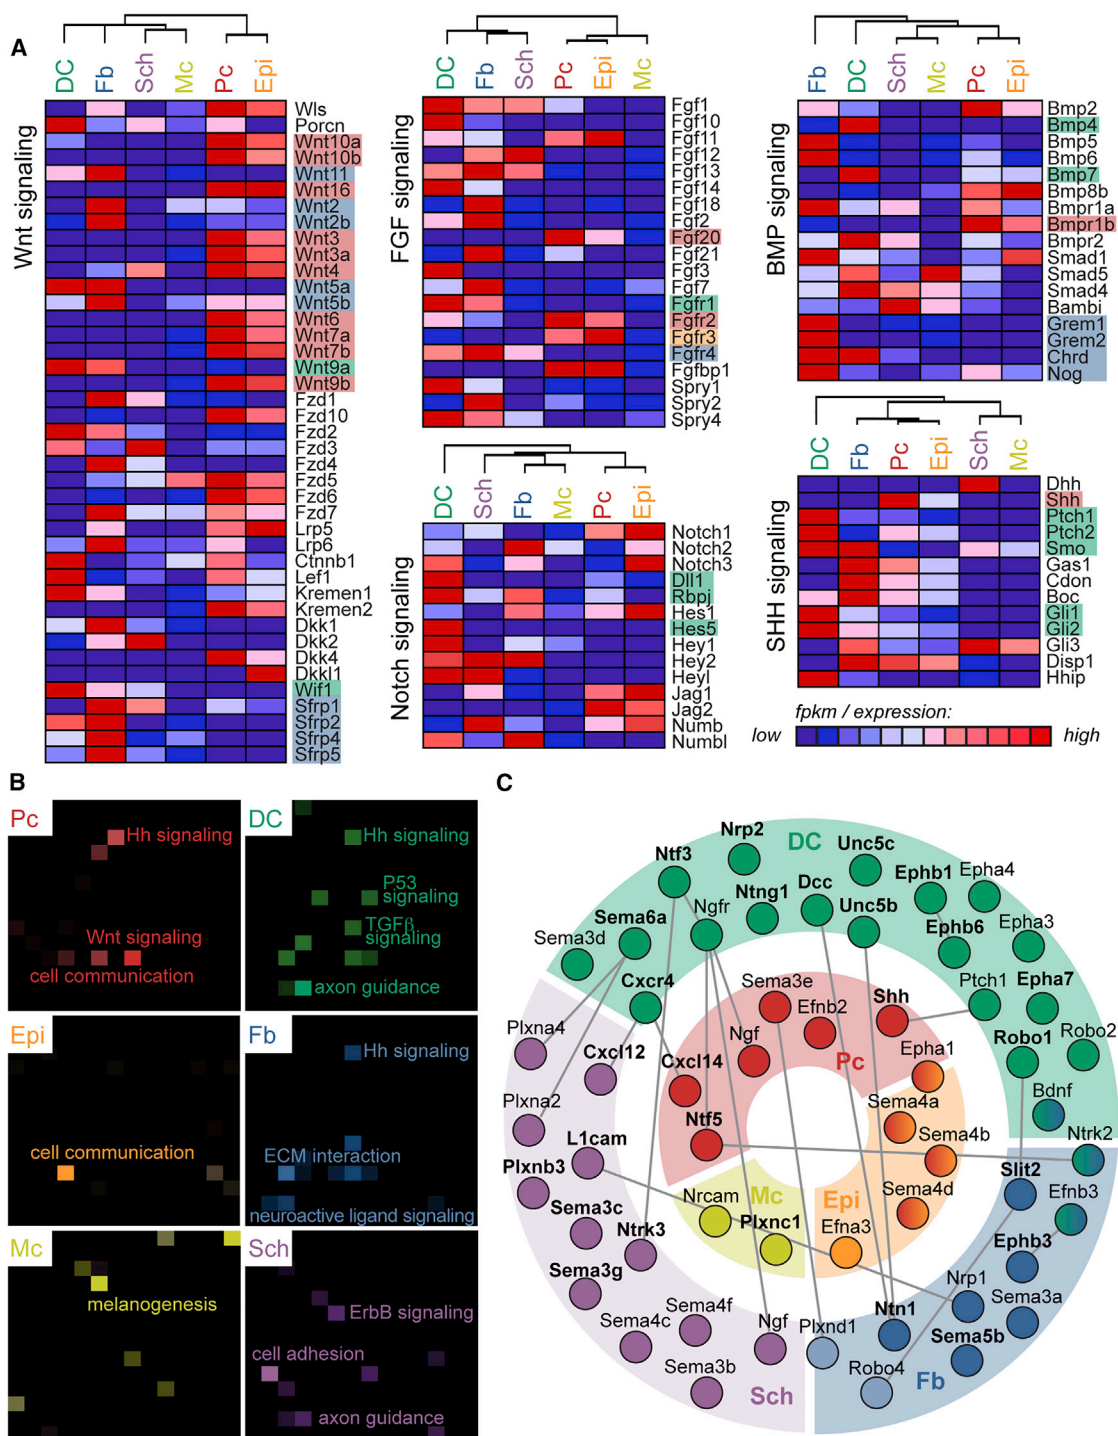 A
Wnt signaling
DC Fb Sch Mc Pc Epi
Wls
Porcn
Wnt10a
Wnt10b
Wnt11
Wnt16
Wnt2
Wnt2b
Wnt3
Wnt3a
Wnt4
Wnt5a
Wnt5b
Wnt6
Wnt7a
Wnt7b
Wnt9a
Wnt9b
Fzd1
Fzd10
Fzd2
Fzd3
Fzd4
Fzd5
Fzd6
Fzd7
Lrp5
Lrp6
Ctnnb1
Lef1
Kremen1
Kremen2
Dkk1
Dkk2
Dkk4
Dkkl1
Wif1
Sfrp1
Sfrp2
Sfrp4
Sfrp5
FGF signaling
DC Fb Sch Pc Epi Mc
Fgf1
Fgf10
Fgf11
Fgf12
Fgf13
Fgf14
Fgf18
Fgf2
Fgf20
Fgf21
Fgf3
Fgf7
Fgfr1
Fgfr2
Fgfr3
Fgfr4
Fgfbp1
Spry1
Spry2
Spry4
Notch signaling
DC Sch Fb Mc Pc Epi
Notch1
Notch2
Notch3
Dll1
Rbpj
Hes1
Hes5
Hey1
Hey2
Heyl
Jag1
Jag2
Numb
Numbl
BMP signaling
Fb DC Sch Mc Pc Epi
Bmp2
Bmp4
Bmp5
Bmp6
Bmp7
Bmp8b
Bmpr1a
Bmpr1b
Bmpr2
Smad1
Smad5
Smad4
Bambi
Grem1
Grem2
Chrd
Nog
SHH signaling
DC Fb Pc Epi Sch Mc
Dhh
Shh
Ptch1
Ptch2
Smo
Gas1
Cdon
Boc
Gli1
Gli2
Gli3
Disp1
Hhip
fpkm / expression:
low high
B
Pc
Hh signaling
Wnt signaling
cell communication
DC
Hh signaling
P53
signaling
TGFβ
signaling
axon guidance
Epi
cell communication
Fb
Hh signaling
ECM interaction
neuroactive ligand signaling
Mc
melanogenesis
Sch
ErbB signaling
cell adhesion
axon guidance
C
DC
Nrp2
Unc5c
Ntf3
Ephb1
Epha4
Ntng1
Dcc
Unc5b
Ngfr
Sema6a
Sema3d
Ephb6
Epha3
Cxcr4
Ptch1
Epha7
Robo1
Robo2
Bdnf
Ntrk2
Pc
Sema3e
Efnb2
Shh
Ngf
Cxcl14
Ntf5
Epha1
Sema4a
Sema4b
Sema4d
Epi
Efna3
Mc
Nrcam
Plxnc1
Plxna4
Cxcl12
Plxna2
L1cam
Plxnb3
Sema3c
Ntrk3
Sema3g
Sema4f
Sema4c
Sema3b
Ngf
Sch
Slit2
Efnb3
Ephb3
Nrp1
Sema3a
Ntn1
Sema5b
Plxnd1
Robo4
Fb